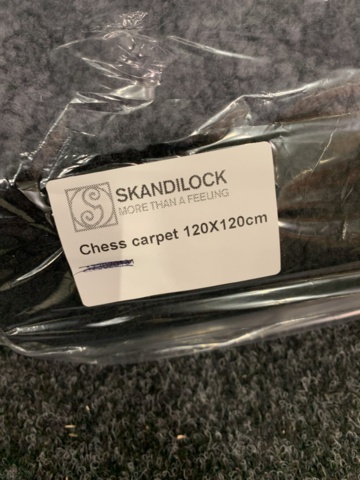 SKANDILOCK
MORE THAN A FEELING
Chess carpet 120X120cm